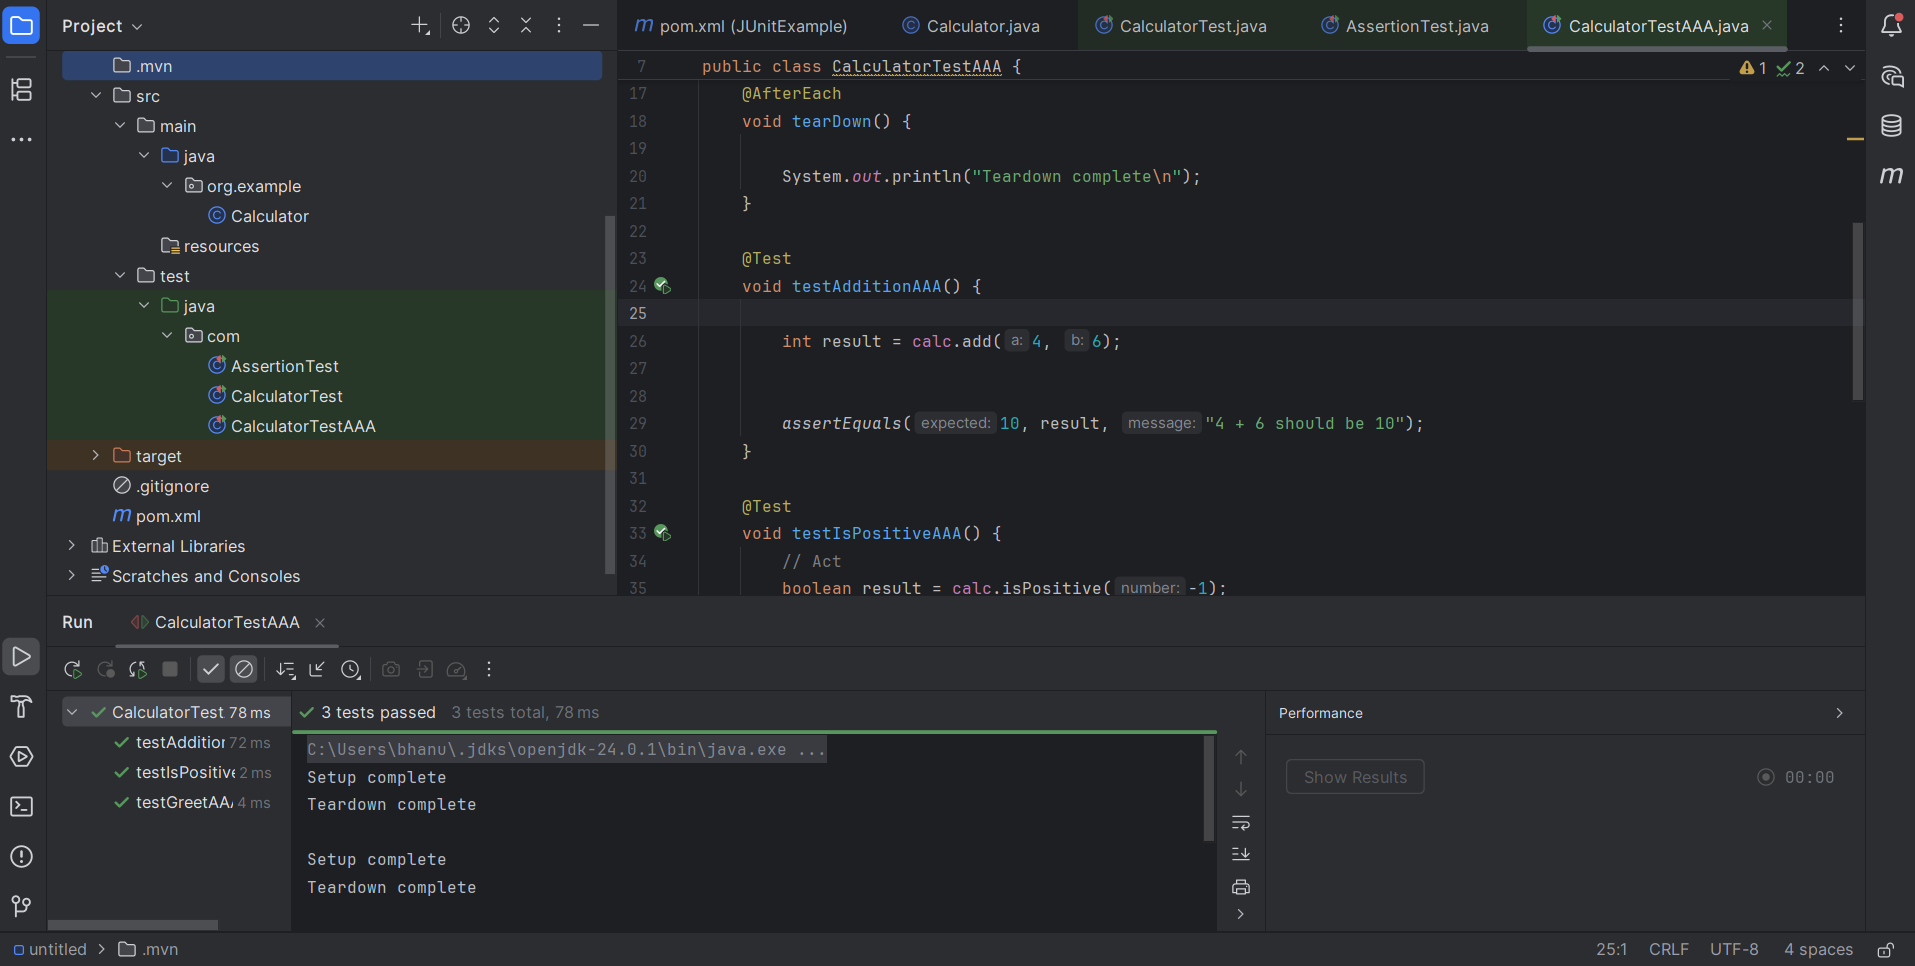 Project
pom.xml (JUnitExample)
Calculator.java
CalculatorTest.java
AssertionTest.java
CalculatorTestAAA.java
.mvn
src
main
java
org.example
Calculator
resources
test
java
com
AssertionTest
CalculatorTest
CalculatorTestAAA
target
.gitignore
pom.xml
External Libraries
Scratches and Consoles
7 public class CalculatorTestAAA {
1 2
17 @AfterEach
18 void tearDown() {
19
20 System.out.println("Teardown complete\n");
21 }
22
23 @Test
24 void testAdditionAAA() {
25
26 int result = calc.add( a: 4, b: 6);
27
28
29 assertEquals( expected: 10, result, message: "4 + 6 should be 10");
30 }
31
32 @Test
33 void testIsPositiveAAA() {
34 // Act
35 boolean result = calc.isPositive( number: -1);
Run CalculatorTestAAA
CalculatorTest 78 ms
testAddition 72 ms
testIsPositive 2 ms
testGreetAAA 4 ms
3 tests passed 3 tests total, 78 ms
C:\Users\bhanu\.jdks\openjdk-24.0.1\bin\java.exe ...
Setup complete
Teardown complete
Setup complete
Teardown complete
Performance
Show Results 00:00
untitled > .mvn
25:1 CRLF UTF-8 4 spaces